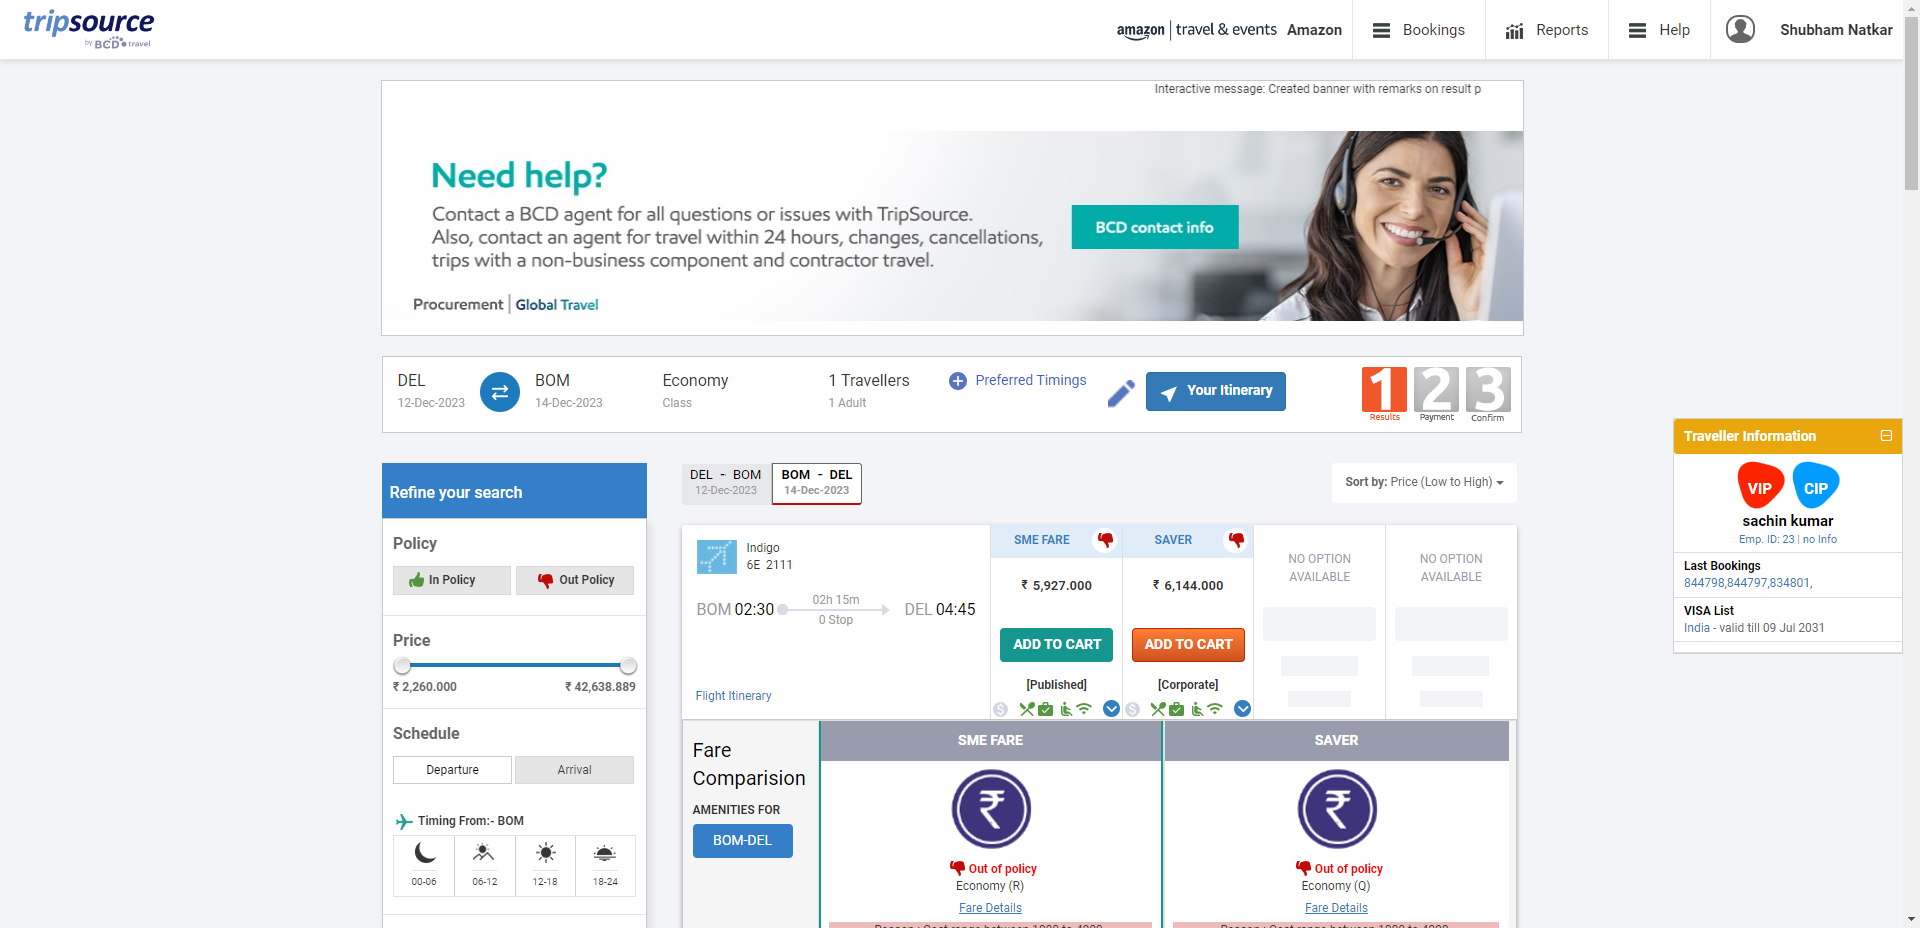 tripsource
by BCD travel
amazon | travel & events Amazon
Bookings
Reports
Help
Shubham Natkar
Interactive message: Created banner with remarks on result p
Need help?
Contact a BCD agent for all questions or issues with TripSource.
Also, contact an agent for travel within 24 hours, changes, cancellations,
trips with a non-business component and contractor travel.
BCD contact info
Procurement | Global Travel
DEL
12-Dec-2023
BOM
14-Dec-2023
Economy
Class
1 Travellers
1 Adult
Preferred Timings
Your Itinerary
1 Results
2 Payment
3 Confirm
Traveller Information
VIP CIP
sachin kumar
Emp. ID: 23 | no Info
Last Bookings
844798,844797,834801,
VISA List
India - valid till 09 Jul 2031
Refine your search
Policy
In Policy
Out Policy
Price
₹ 2,260.000
₹ 42,638.889
Schedule
Departure
Arrival
Timing From:- BOM
00-06
06-12
12-18
18-24
DEL - BOM
12-Dec-2023
BOM - DEL
14-Dec-2023
Sort by: Price (Low to High)
Indigo
6E 2111
BOM 02:30
02h 15m
0 Stop
DEL 04:45
Flight Itinerary
SME FARE
₹ 5,927.000
ADD TO CART
[Published]
SAVER
₹ 6,144.000
ADD TO CART
[Corporate]
NO OPTION
AVAILABLE
NO OPTION
AVAILABLE
Fare
Comparision
AMENITIES FOR
BOM-DEL
SME FARE
₹
Out of policy
Economy (R)
Fare Details
SAVER
₹
Out of policy
Economy (Q)
Fare Details